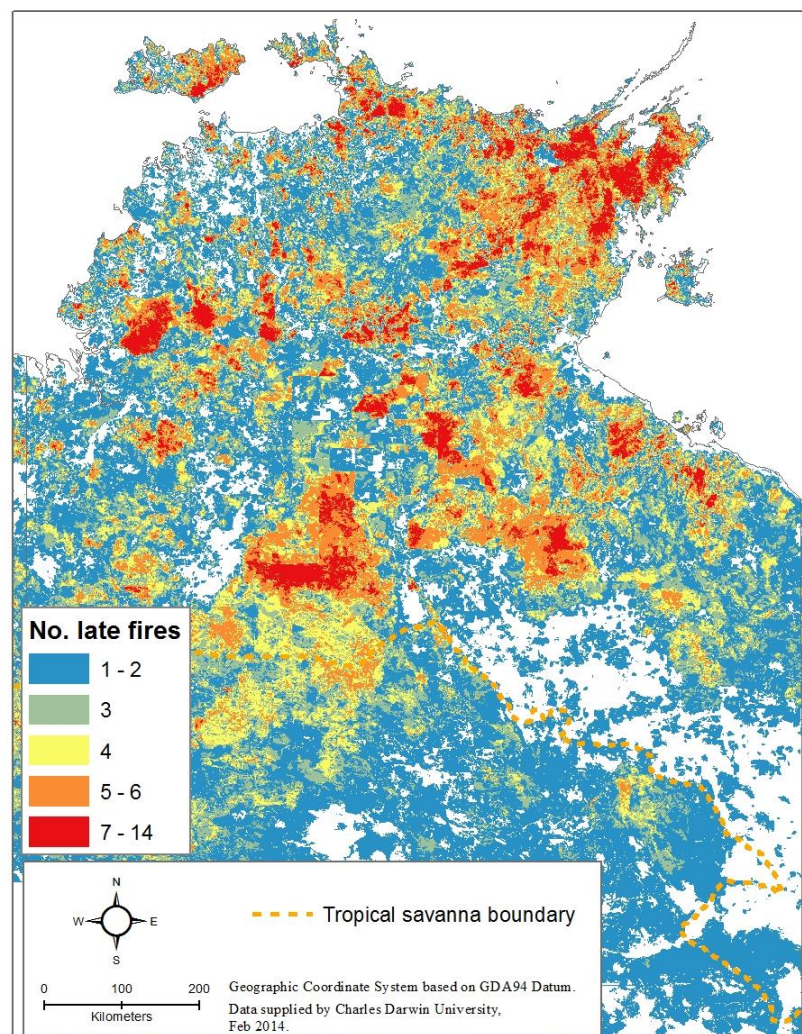 No. late fires
1 - 2
3
4
5 - 6
7 - 14
N
W E
S
Tropical savanna boundary
0 100 200
Kilometers
Geographic Coordinate System based on GDA94 Datum.
Data supplied by Charles Darwin University,
Feb 2014.